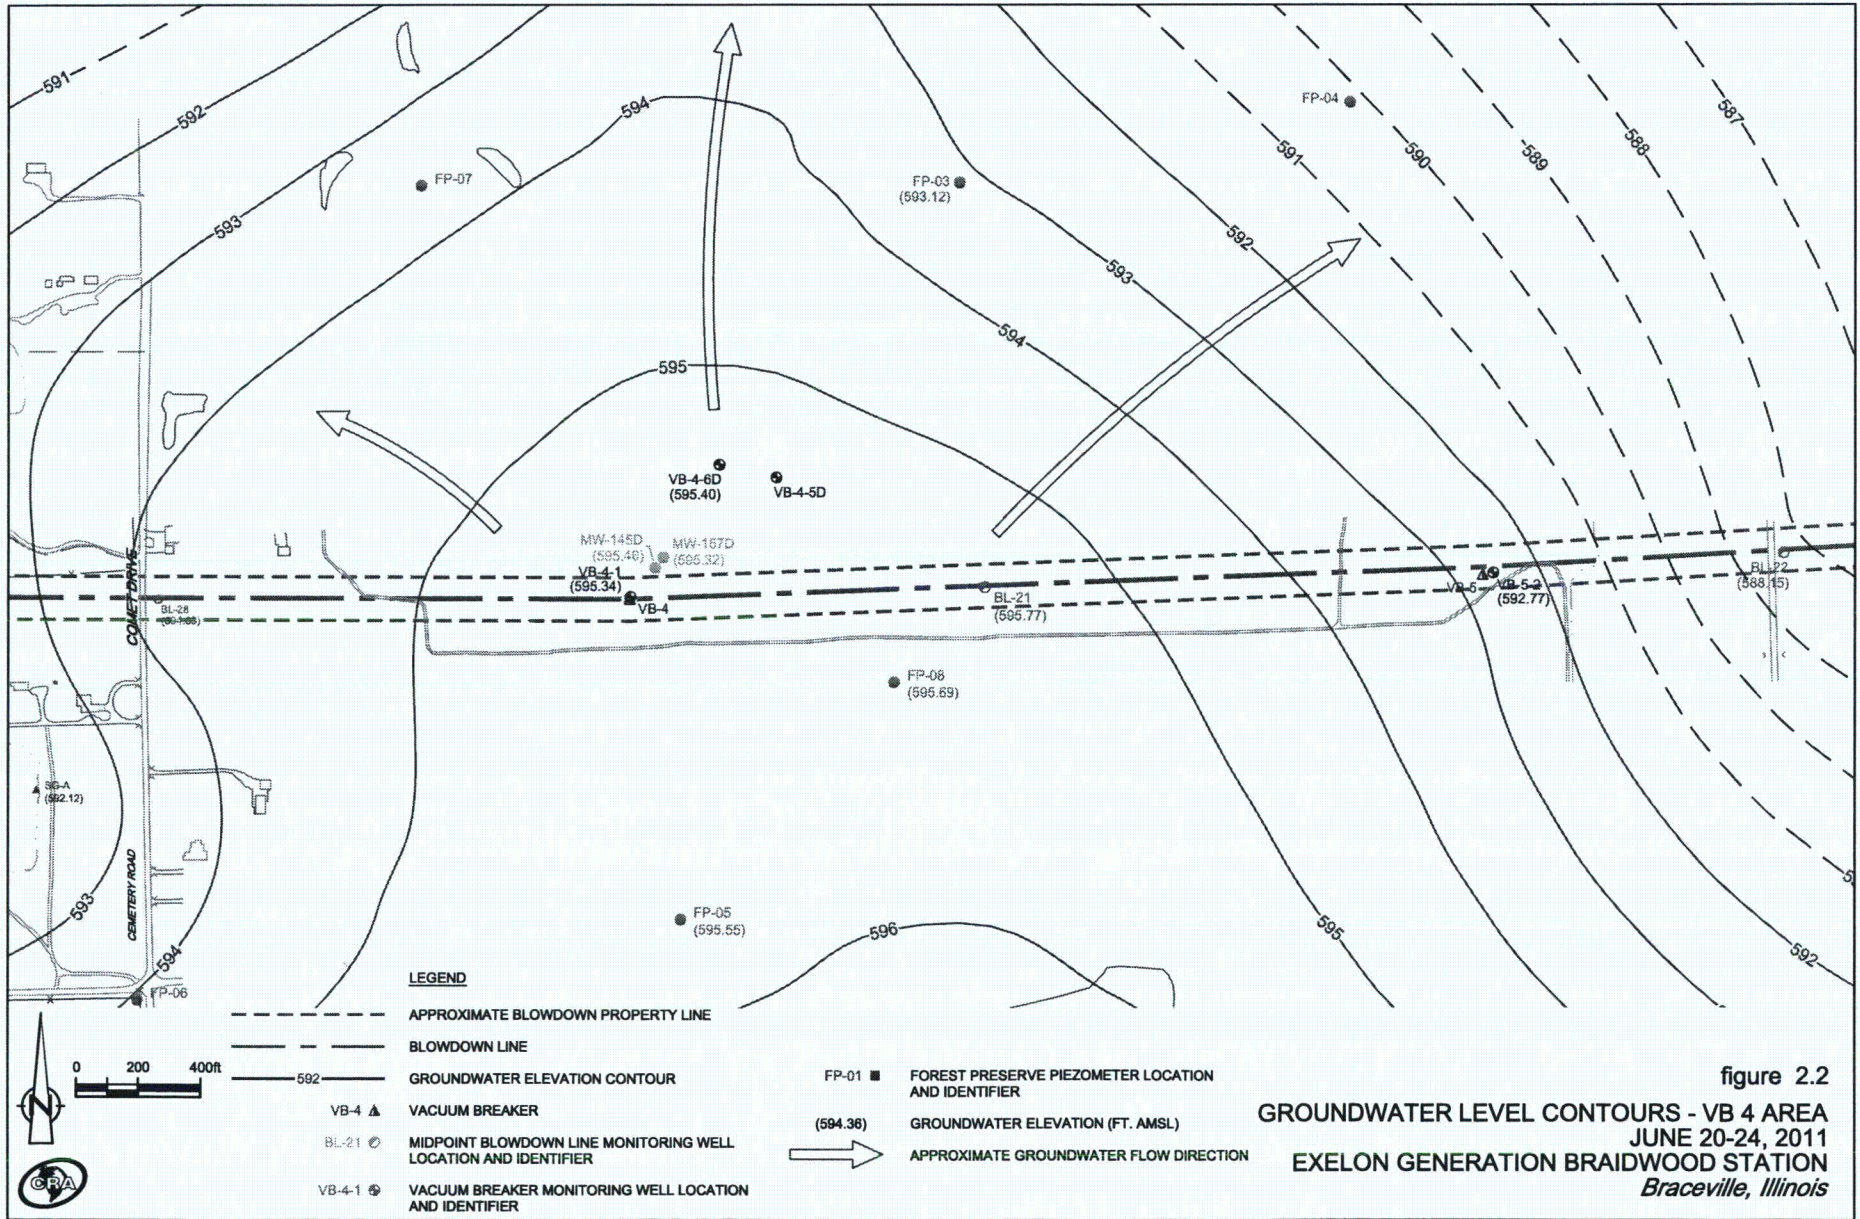 591
592
593
594
FP-07
FP-03
(593.12)
FP-04
587
588
589
590
591
592
593
594
595
VB-4-6D
(595.40)
VB-4-5D
MW-145D
MW-167D
(595.32)
VB-4-1
(595.34)
VB-4
BL-21
(595.77)
VB-5
VB-5-2
(592.77)
BL-22
(588.15)
COMET DRIVE
BL-28
FP-08
(595.69)
SG-A
(592.12)
CEMETERY ROAD
593
594
FP-06
FP-05
(595.55)
596
595
592
LEGEND
APPROXIMATE BLOWDOWN PROPERTY LINE
BLOWDOWN LINE
592 GROUNDWATER ELEVATION CONTOUR
VB-4 VACUUM BREAKER
BL-21 MIDPOINT BLOWDOWN LINE MONITORING WELL
LOCATION AND IDENTIFIER
VB-4-1 VACUUM BREAKER MONITORING WELL LOCATION
AND IDENTIFIER
FP-01 FOREST PRESERVE PIEZOMETER LOCATION
AND IDENTIFIER
(594.36) GROUNDWATER ELEVATION (FT. AMSL)
APPROXIMATE GROUNDWATER FLOW DIRECTION
0 200 400ft
N
CRA
figure 2.2
GROUNDWATER LEVEL CONTOURS - VB 4 AREA
JUNE 20-24, 2011
EXELON GENERATION BRAIDWOOD STATION
Braceville, Illinois